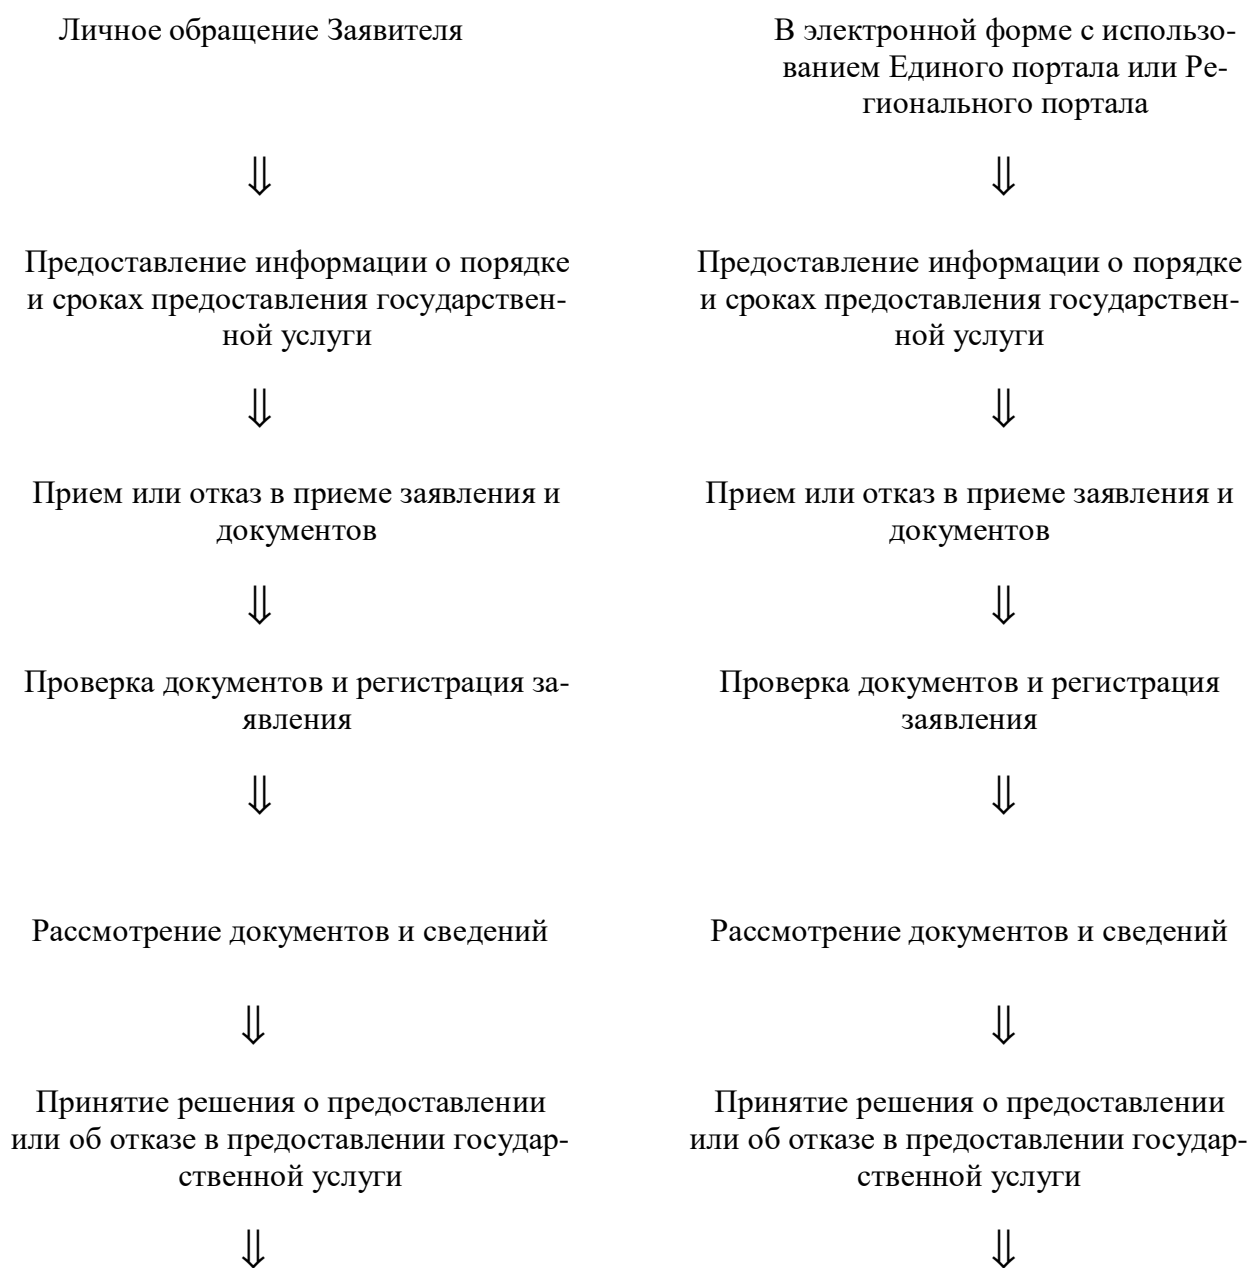 Личное обращение Заявителя
В электронной форме с использо-
ванием Единого портала или Ре-
гионального портала
⇓
⇓
Предоставление информации о порядке
и сроках предоставления государствен-
ной услуги
Предоставление информации о порядке
и сроках предоставления государствен-
ной услуги
⇓
⇓
Прием или отказ в приеме заявления и
документов
Прием или отказ в приеме заявления и
документов
⇓
⇓
Проверка документов и регистрация за-
явления
Проверка документов и регистрация
заявления
⇓
⇓
Рассмотрение документов и сведений
Рассмотрение документов и сведений
⇓
⇓
Принятие решения о предоставлении
или об отказе в предоставлении государ-
ственной услуги
Принятие решения о предоставлении
или об отказе в предоставлении государ-
ственной услуги
⇓
⇓